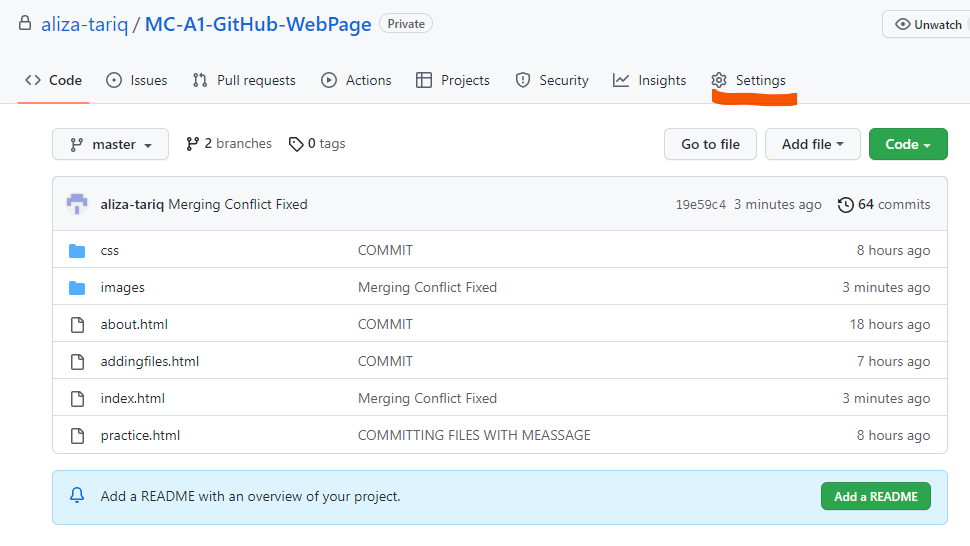 aliza-tariq / MC-A1-GitHub-WebPage Private Unwatch
Code Issues Pull requests Actions Projects Security Insights Settings
master 2 branches 0 tags Go to file Add file Code
aliza-tariq Merging Conflict Fixed 19e59c4 3 minutes ago 64 commits
css COMMIT 8 hours ago
images Merging Conflict Fixed 3 minutes ago
about.html COMMIT 18 hours ago
addingfiles.html COMMIT 7 hours ago
index.html Merging Conflict Fixed 3 minutes ago
practice.html COMMITTING FILES WITH MEASSAGE 8 hours ago
Add a README with an overview of your project. Add a README